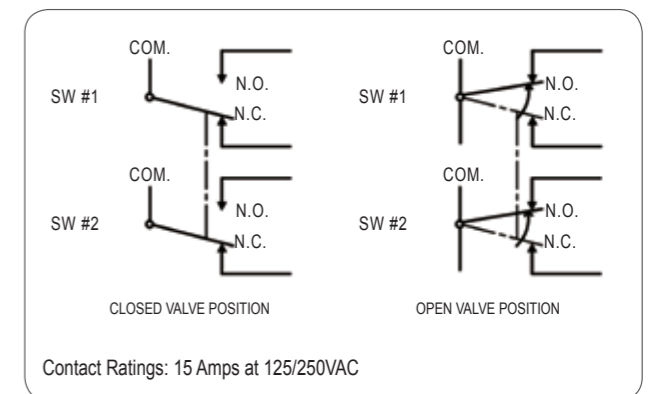 COM.
N.O.
SW #1
N.C.
COM.
N.O.
SW #2
N.C.
CLOSED VALVE POSITION
COM.
N.O.
SW #1
N.C.
COM.
N.O.
SW #2
N.C.
OPEN VALVE POSITION
Contact Ratings: 15 Amps at 125/250VAC